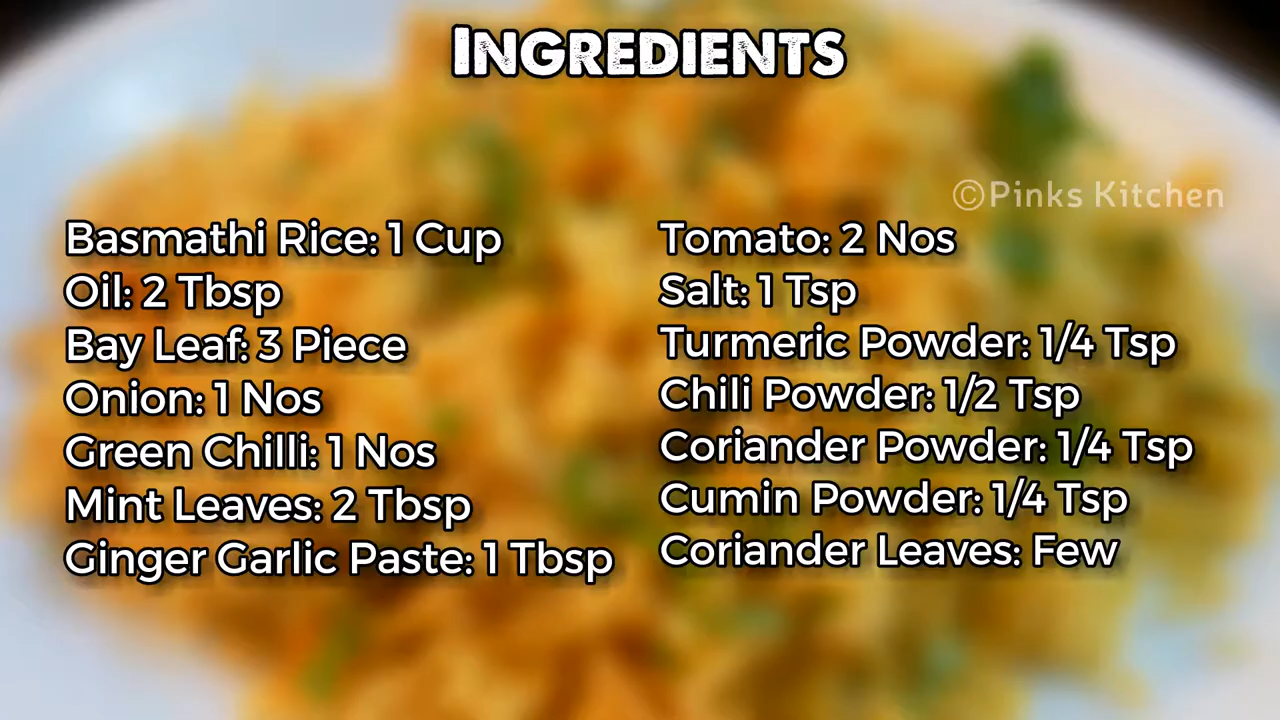 INGREDIENTS
©Pinks Kitchen
Basmathi Rice: 1 Cup
Oil: 2 Tbsp
Bay Leaf: 3 Piece
Onion: 1 Nos
Green Chilli: 1 Nos
Mint Leaves: 2 Tbsp
Ginger Garlic Paste: 1 Tbsp
Tomato: 2 Nos
Salt: 1 Tsp
Turmeric Powder: 1/4 Tsp
Chili Powder: 1/2 Tsp
Coriander Powder: 1/4 Tsp
Cumin Powder: 1/4 Tsp
Coriander Leaves: Few